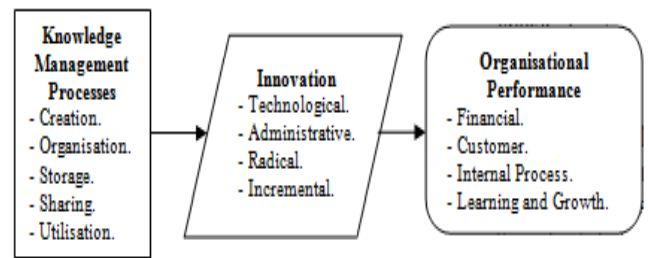 Knowledge
Management
Processes
- Creation.
- Organisation.
- Storage.
- Sharing.
- Utilisation.
Innovation
- Technological.
- Administrative.
- Radical.
- Incremental.
Organisational
Performance
- Financial.
- Customer.
- Internal Process.
- Learning and Growth.